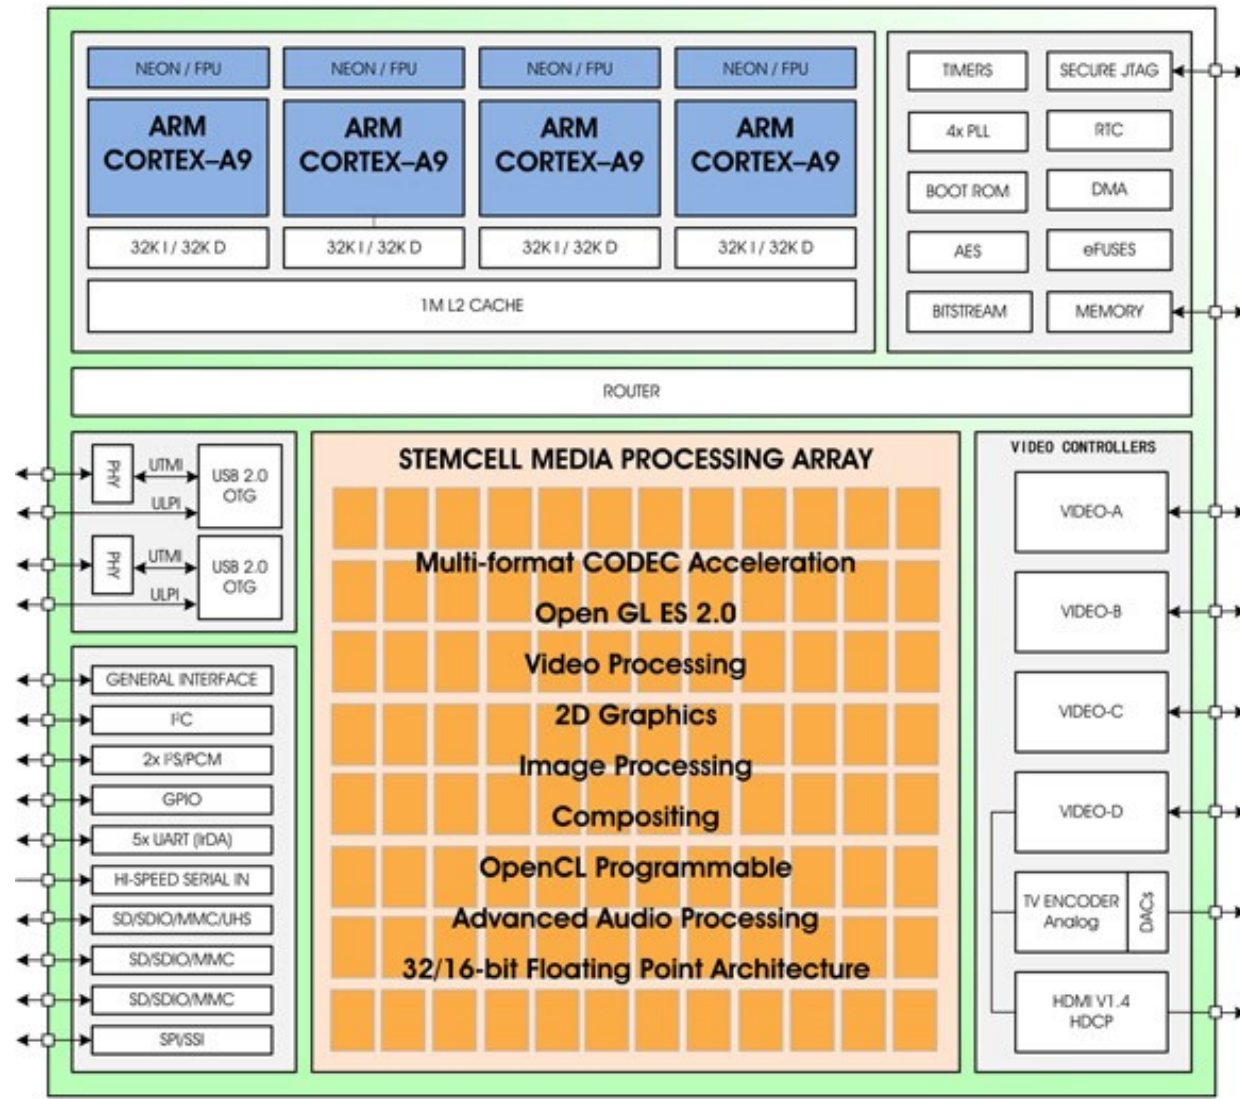 NEON / FPU
NEON / FPU
NEON / FPU
NEON / FPU
ARM
CORTEX–A9
ARM
CORTEX–A9
ARM
CORTEX–A9
ARM
CORTEX–A9
32K I / 32K D
32K I / 32K D
32K I / 32K D
32K I / 32K D
1M L2 CACHE
TIMERS
SECURE JTAG
4x PLL
RTC
BOOT ROM
DMA
AES
eFUSES
BITSTREAM
MEMORY
ROUTER
PHY
UTMI
USB 2.0
OTG
ULPI
PHY
UTMI
USB 2.0
OTG
ULPI
GENERAL INTERFACE
I²C
2x I²S/PCM
GPIO
5x UART (IrDA)
HI-SPEED SERIAL IN
SD/SDIO/MMC/UHS
SD/SDIO/MMC
SD/SDIO/MMC
SPI/SSI
STEMCELL MEDIA PROCESSING ARRAY
Multi-format CODEC Acceleration
Open GL ES 2.0
Video Processing
2D Graphics
Image Processing
Compositing
OpenCL Programmable
Advanced Audio Processing
32/16-bit Floating Point Architecture
VIDEO CONTROLLERS
VIDEO-A
VIDEO-B
VIDEO-C
VIDEO-D
TV ENCODER
Analog
DACs
HDMI V1.4
HDCP